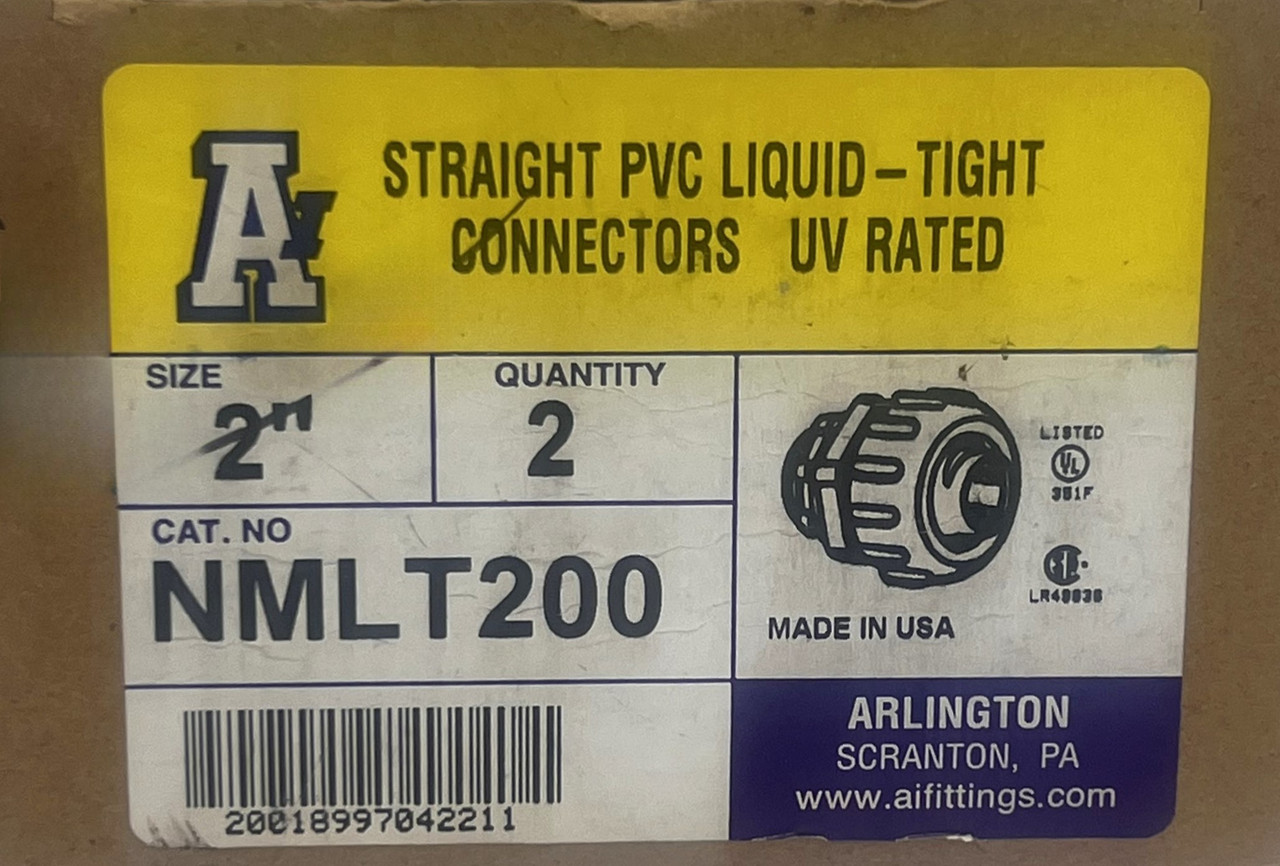 STRAIGHT PVC LIQUID-TIGHT
CONNECTORS UV RATED
SIZE
2"
QUANTITY
2
CAT. NO
NMLT200
LISTED
UL
MADE IN USA
ARLINGTON
SCRANTON, PA
www.aifittings.com
20018997042211